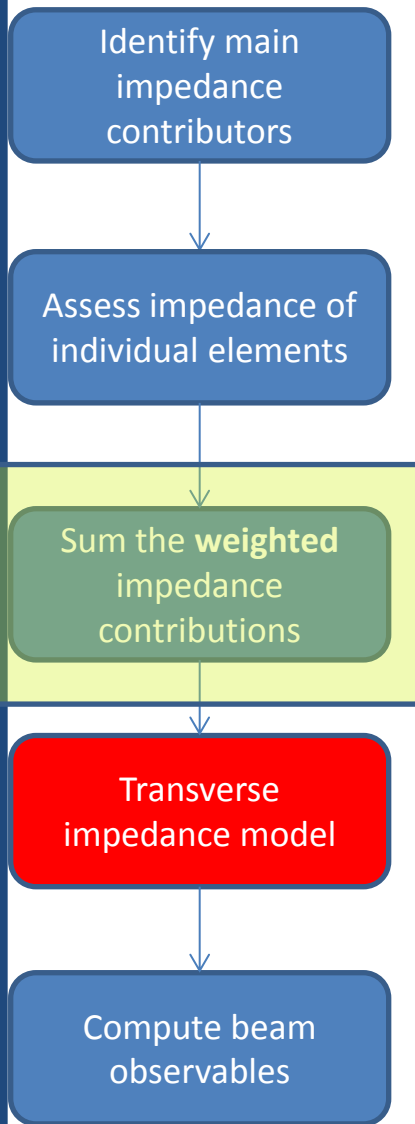 Identify main
impedance
contributors
Assess impedance of
individual elements
Sum the weighted
impedance
contributions
Transverse
impedance model
Compute beam
observables